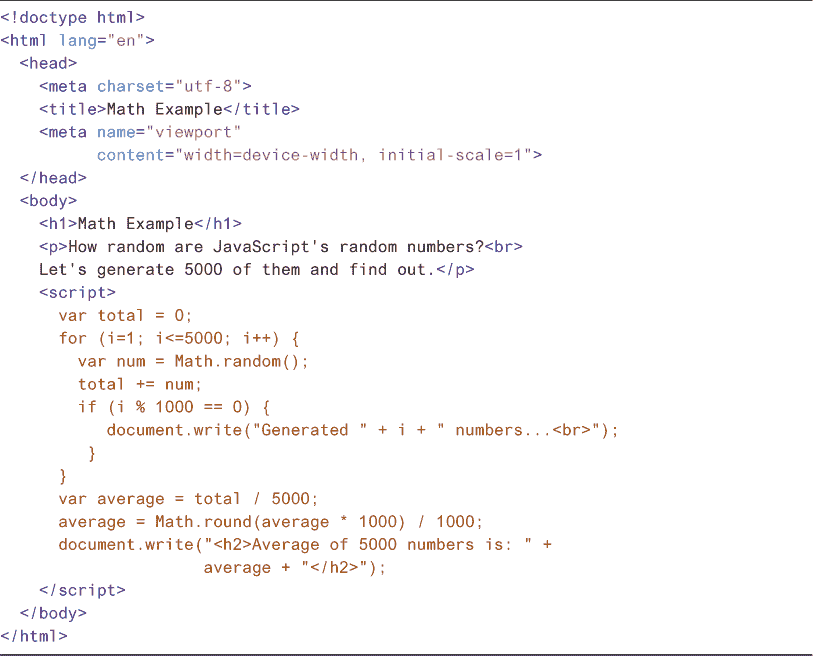 <!doctype html>
<html lang="en">
  <head>
    <meta charset="utf-8">
    <title>Math Example</title>
    <meta name="viewport"
          content="width=device-width, initial-scale=1">
  </head>
  <body>
    <h1>Math Example</h1>
    <p>How random are JavaScript's random numbers?<br>
    Let's generate 5000 of them and find out.</p>
    <script>
      var total = 0;
      for (i=1; i<=5000; i++) {
        var num = Math.random();
        total += num;
        if (i % 1000 == 0) {
           document.write("Generated " + i + " numbers...<br>");
         }
      }
      var average = total / 5000;
      average = Math.round(average * 1000) / 1000;
      document.write("<h2>Average of 5000 numbers is: " +
                     average + "</h2>");
    </script>
  </body>
</html>